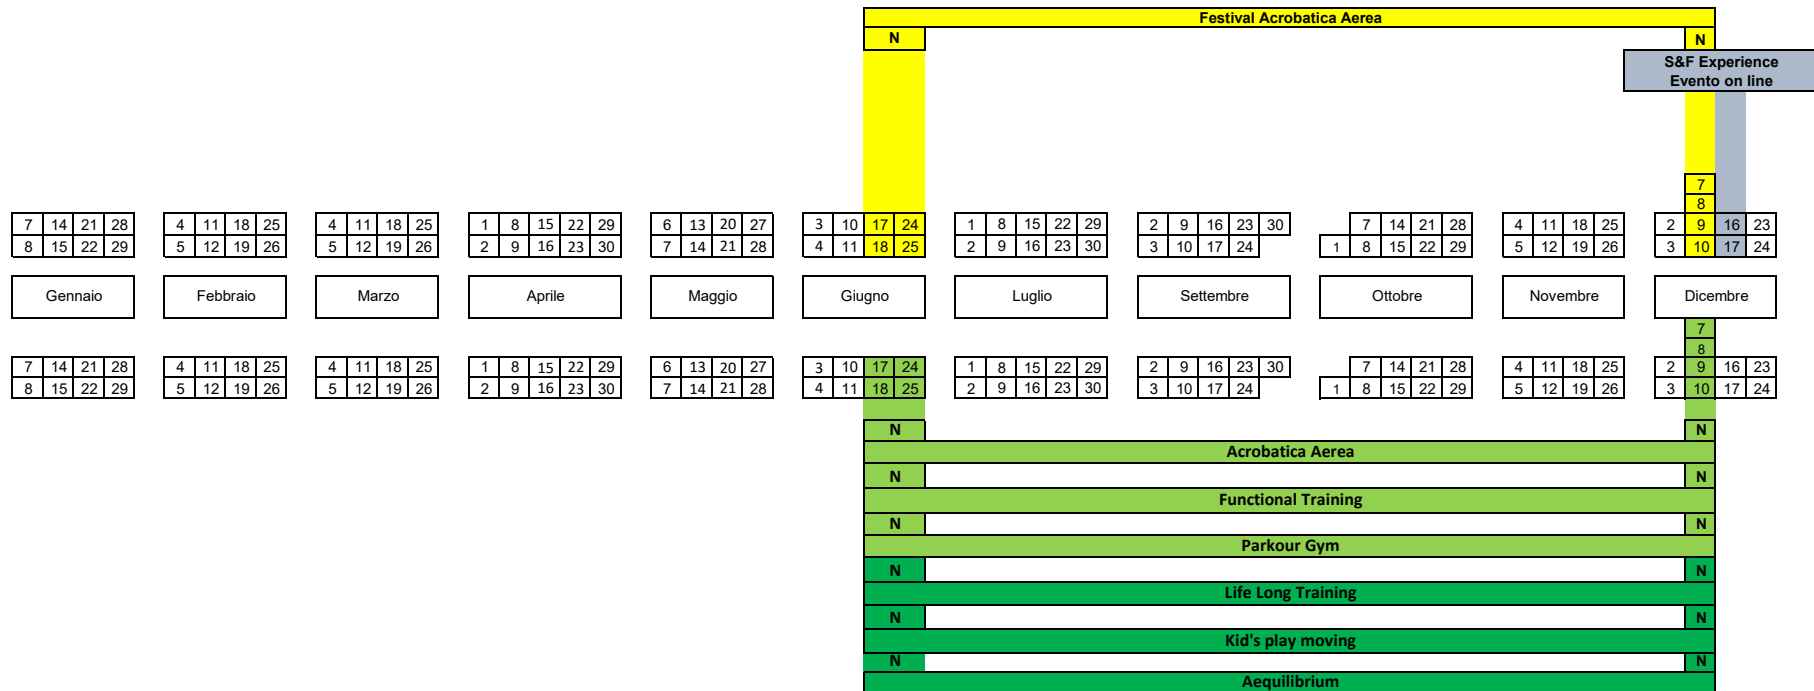 Festival Acrobatica Aerea
N N
S&F Experience
Evento on line
7
8
7 14 21 28 4 11 18 25 4 11 18 25 1 8 15 22 29 6 13 20 27 3 10 17 24 1 8 15 22 29 2 9 16 23 30 7 14 21 28 4 11 18 25 2 9 16 23
8 15 22 29 5 12 19 26 5 12 19 26 2 9 16 23 30 7 14 21 28 4 11 18 25 2 9 16 23 30 3 10 17 24 1 8 15 22 29 5 12 19 26 3 10 17 24
Gennaio Febbraio Marzo Aprile Maggio Giugno Luglio Settembre Ottobre Novembre Dicembre
7
8
7 14 21 28 4 11 18 25 4 11 18 25 1 8 15 22 29 6 13 20 27 3 10 17 24 1 8 15 22 29 2 9 16 23 30 7 14 21 28 4 11 18 25 2 9 16 23
8 15 22 29 5 12 19 26 5 12 19 26 2 9 16 23 30 7 14 21 28 4 11 18 25 2 9 16 23 30 3 10 17 24 1 8 15 22 29 5 12 19 26 3 10 17 24
N N
Acrobatica Aerea
N N
Functional Training
N N
Parkour Gym
N N
Life Long Training
N N
Kid's play moving
N N
Aequilibrium